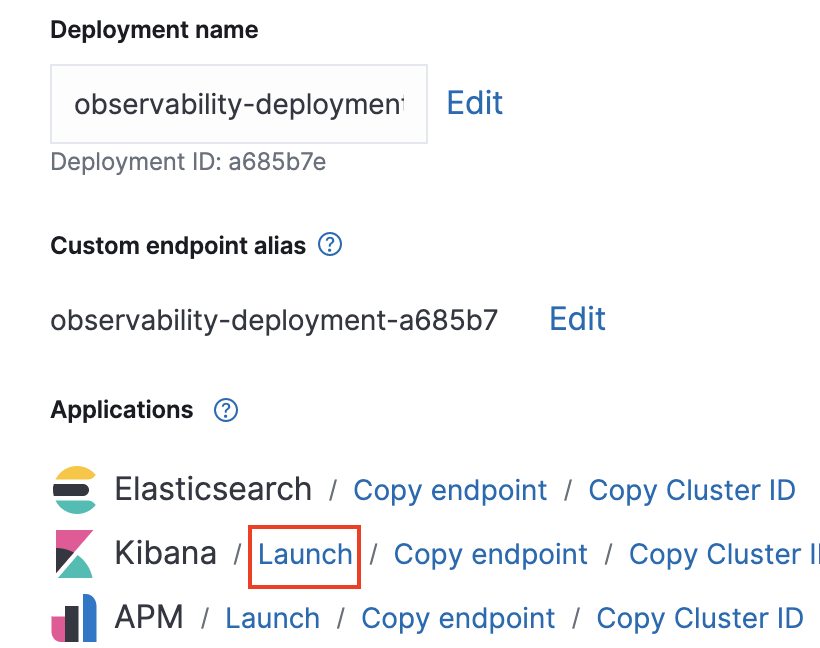 Deployment name
observability-deployment Edit
Deployment ID: a685b7e
Custom endpoint alias ?
observability-deployment-a685b7 Edit
Applications ?
Elasticsearch / Copy endpoint / Copy Cluster ID
Kibana / Launch / Copy endpoint / Copy Cluster I
APM / Launch / Copy endpoint / Copy Cluster ID